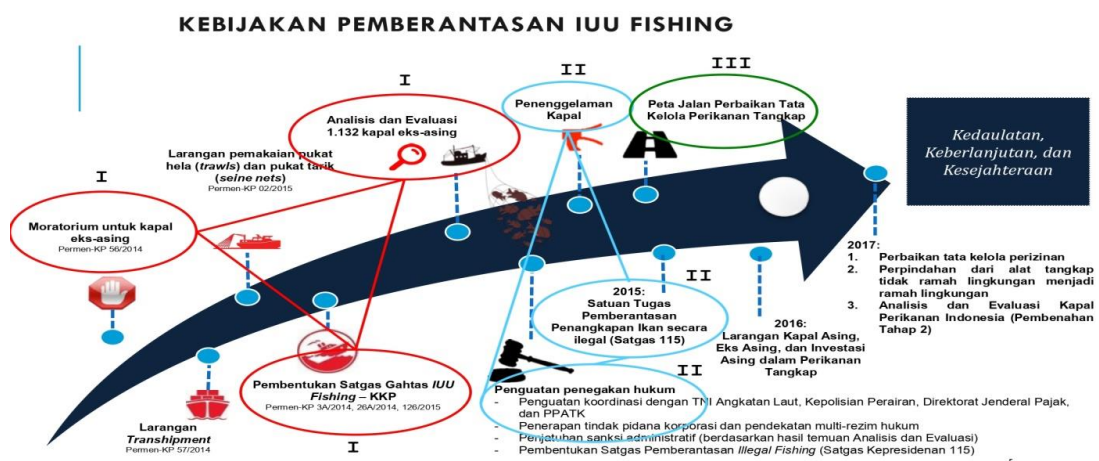 KEBIJAKAN PEMBERANTASAN IUU FISHING
I
Moratorium untuk kapal
eks-asing
Permen-KP 56/2014
Larangan
Transhipment
Permen-KP 57/2014
Larangan pemakaian pukat
hela (trawls) dan pukat tarik
(seine nets)
Permen-KP 02/2015
I
Analisis dan Evaluasi
1.132 kapal eks-asing
Pembentukan Satgas Gahtas IUU
Fishing – KKP
Permen-KP 3A/2014, 26A/2014, 126/2015
I
II
Penenggelaman
Kapal
III
Peta Jalan Perbaikan Tata
Kelola Perikanan Tangkap
II
2015:
Satuan Tugas
Pemberantasan
Penangkapan Ikan secara
ilegal (Satgas 115)
II
Penguatan penegakan hukum
- Penguatan koordinasi dengan TNI Angkatan Laut, Kepolisian Perairan, Direktorat Jenderal Pajak,
dan PPATK
- Penerapan tindak pidana korporasi dan pendekatan multi-rezim hukum
- Penjatuhan sanksi administratif (berdasarkan hasil temuan Analisis dan Evaluasi)
- Pembentukan Satgas Pemberantasan Illegal Fishing (Satgas Kepresidenan 115)
2016:
Larangan Kapal Asing,
Eks Asing, dan Investasi
Asing dalam Perikanan
Tangkap
2017:
1. Perbaikan tata kelola perizinan
2. Perpindahan dari alat tangkap
tidak ramah lingkungan menjadi
ramah lingkungan
3. Analisis dan Evaluasi Kapal
Perikanan Indonesia (Pembenahan
Tahap 2)
Kedaulatan,
Keberlanjutan, dan
Kesejahteraan